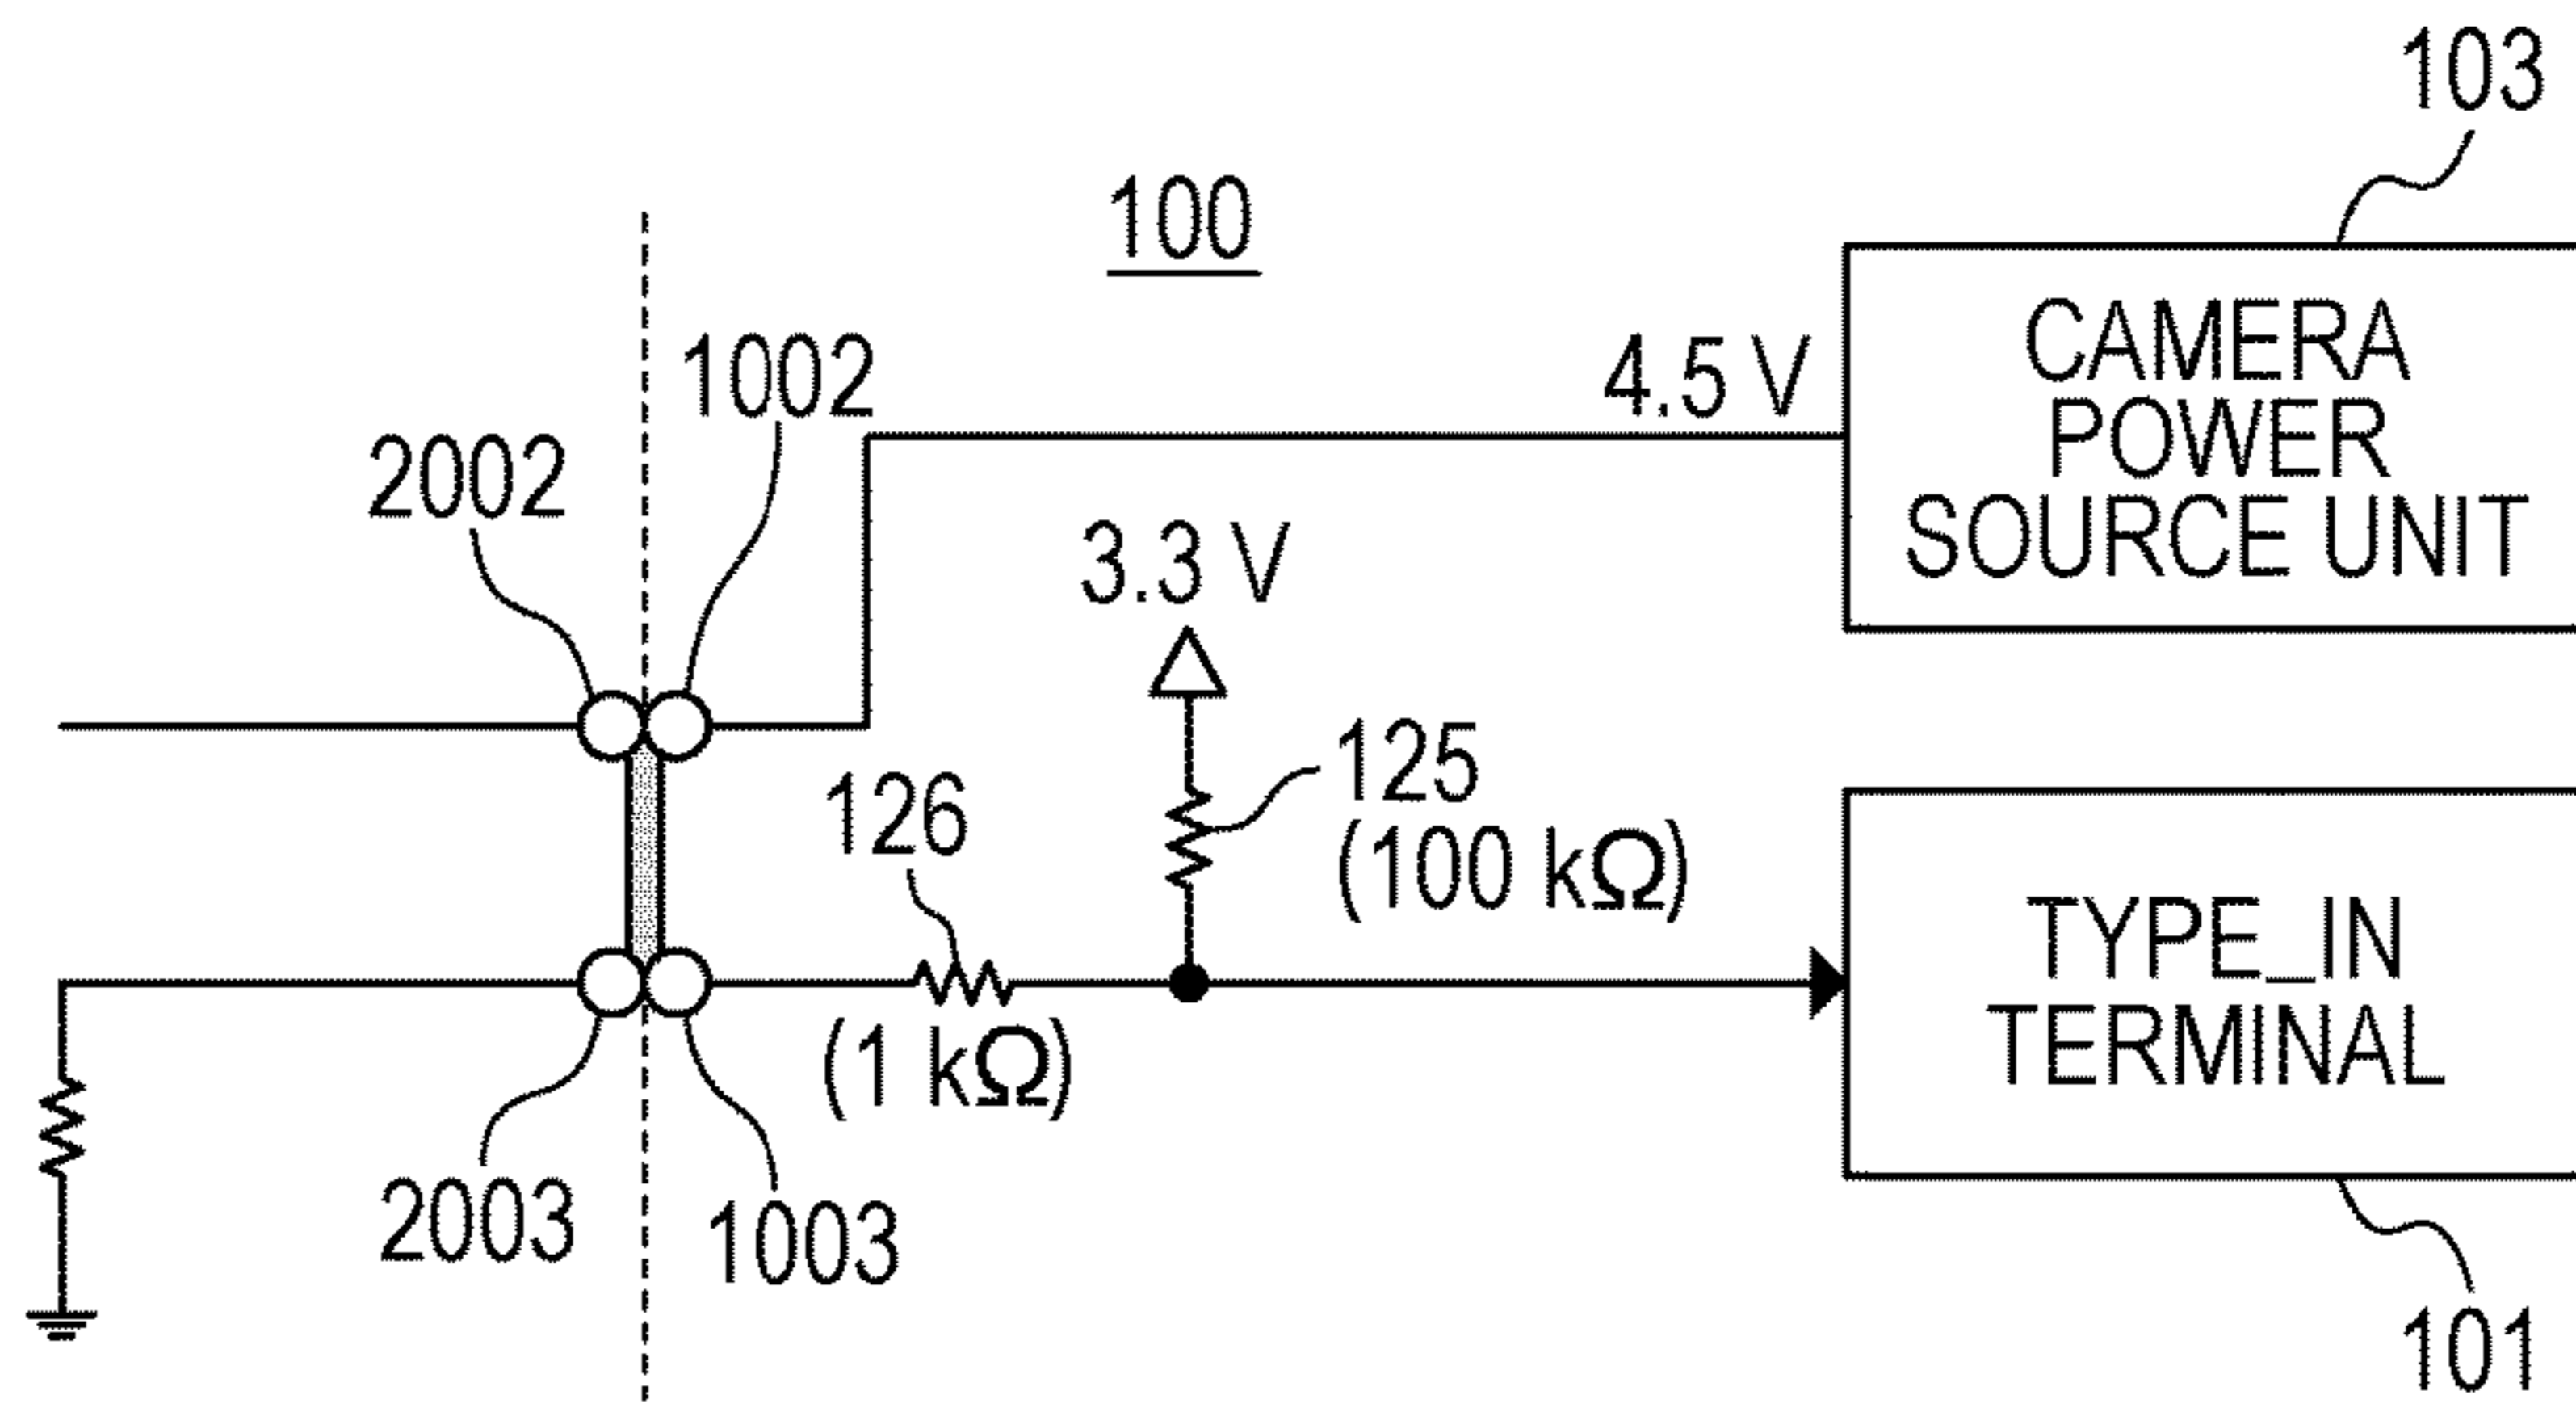 103
100
1002
4.5 V
CAMERA
POWER
SOURCE UNIT
2002
3.3 V
125
(100 kΩ)
126
(1 kΩ)
TYPE_IN
TERMINAL
2003
1003
101